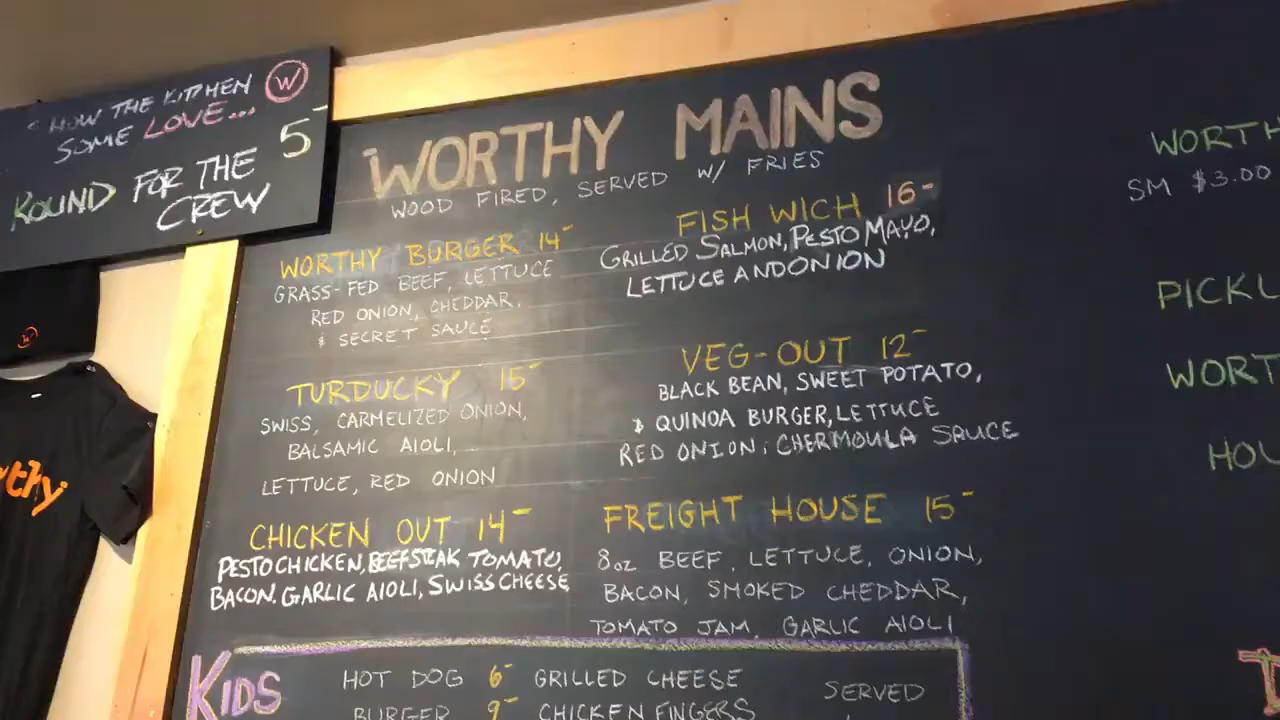 SHOW THE KITCHEN
SOME LOVE...
W
ROUND FOR THE
CREW
5-
WORTHY MAINS
WOOD FIRED, SERVED W/ FRIES
WORTHY BURGER 14-
GRASS-FED BEEF, LETTUCE
RED ONION, CHEDDAR,
& SECRET SAUCE
TURDUCKY 15-
SWISS, CARMELIZED ONION,
BALSAMIC AIOLI,
LETTUCE, RED ONION
CHICKEN OUT 14-
PESTO CHICKEN, BEEFSTEAK TOMATO,
BACON, GARLIC AIOLI, SWISS CHEESE
FISH WICH 16-
GRILLED SALMON, PESTO MAYO,
LETTUCE AND ONION
VEG-OUT 12-
BLACK BEAN, SWEET POTATO,
& QUINOA BURGER, LETTUCE
RED ONION, CHERMOULA SAUCE
FREIGHT HOUSE 15-
8oz BEEF, LETTUCE, ONION,
BACON, SMOKED CHEDDAR,
TOMATO JAM, GARLIC AIOLI
KIDS
HOT DOG 6-
BURGER 9-
GRILLED CHEESE
CHICKEN FINGERS
SERVED
WORTH
SM $3.00
PICKL
WORT
HOU
thy